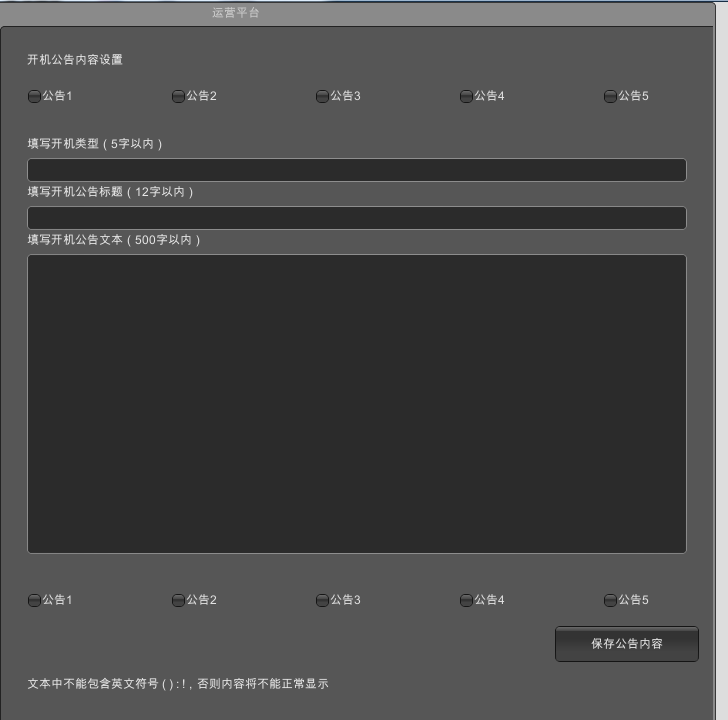 运营平台
开机公告内容设置
公告1 公告2 公告3 公告4 公告5
填写开机类型 ( 5字以内 )
填写开机公告标题 ( 12字以内 )
填写开机公告文本 ( 500字以内 )
公告1 公告2 公告3 公告4 公告5
保存公告内容
文本中不能包含英文符号 ( ) : ! , 否则内容将不能正常显示